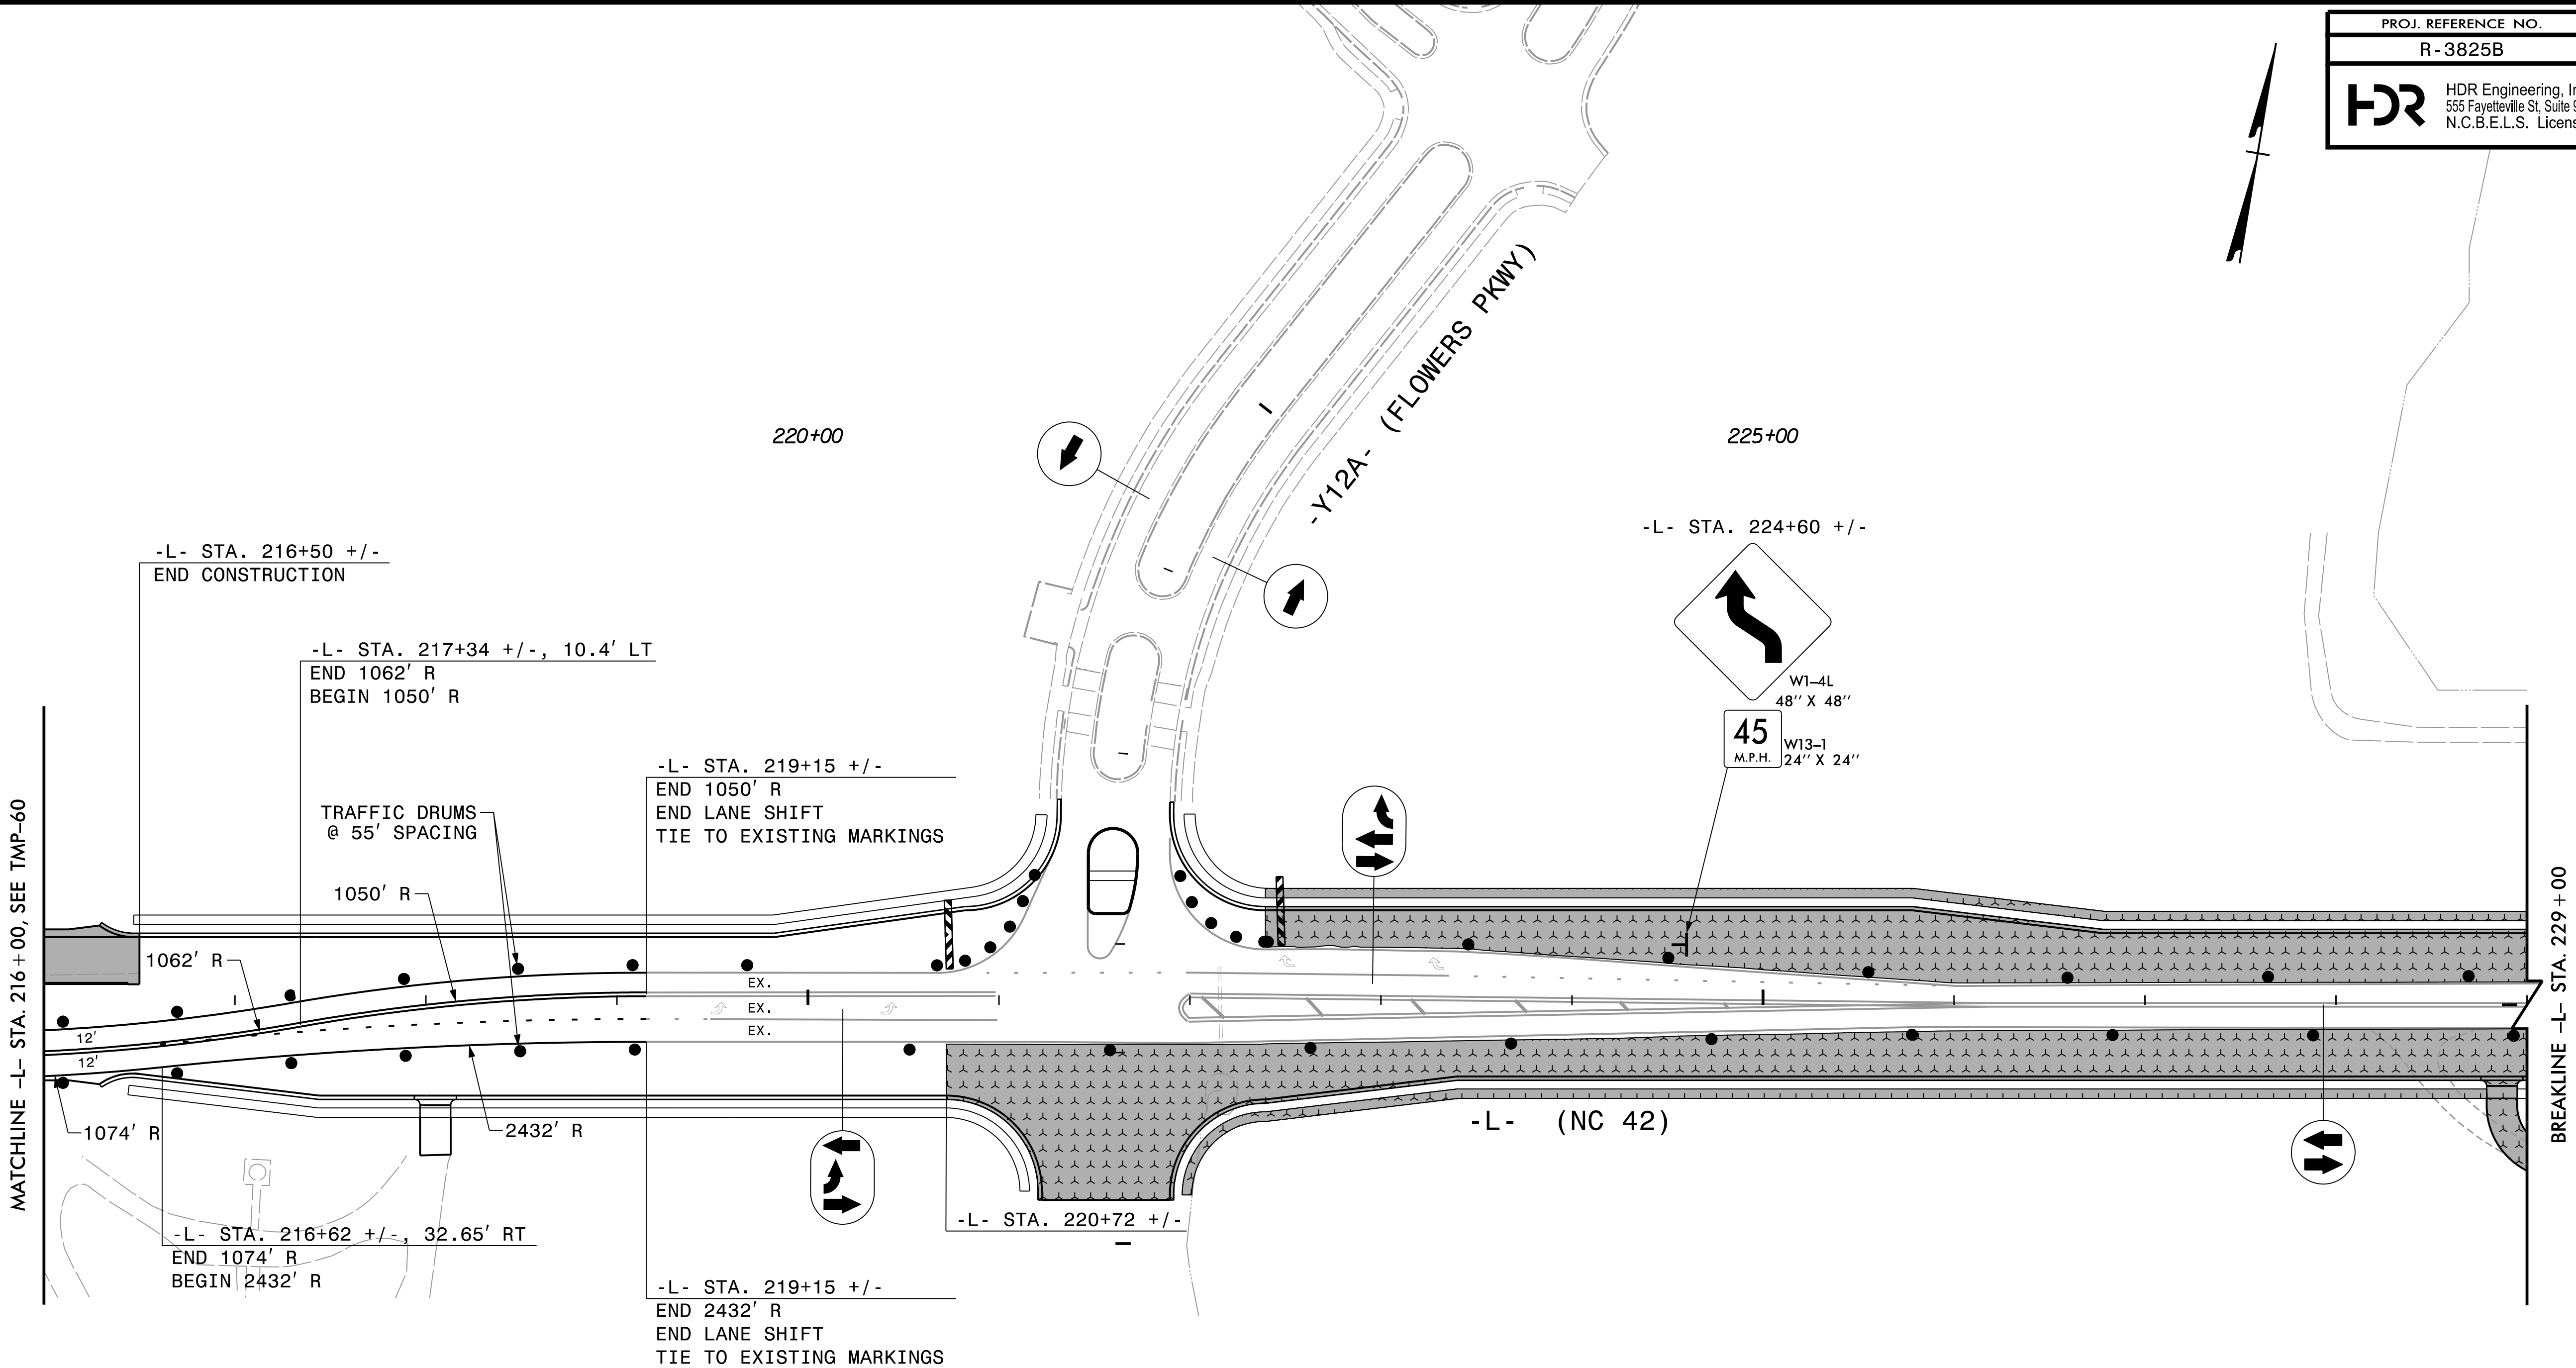 PROJ. REFERENCE NO.
R-3825B
HDR
HDR Engineering,
555 Fayetteville St, Suite
N.C.B.E.L.S.
220+00
225+00
-Y12A- (FLOWERS PKWY)
-L- STA. 224+60 +/-
-L- STA. 216+50 +/-
END CONSTRUCTION
-L- STA. 217+34 +/-, 10.4' LT
END 1062' R
BEGIN 1050' R
W1-4L
48'' X 48''
45
M.P.H.
W13-1
24'' X 24''
-L- STA. 219+15 +/-
END 1050' R
END LANE SHIFT
TIE TO EXISTING MARKINGS
TRAFFIC DRUMS
@ 55' SPACING
1050' R
MATCHLINE -L- STA. 216+00, SEE TMP-60
BREAKLINE -L- STA. 229+00
1062' R
EX.
EX.
EX.
12'
12'
1074' R
2432' R
-L- (NC 42)
-L- STA. 220+72 +/-
-L- STA. 216+62 +/-, 32.65' RT
END 1074' R
BEGIN 2432' R
-L- STA. 219+15 +/-
END 2432' R
END LANE SHIFT
TIE TO EXISTING MARKINGS